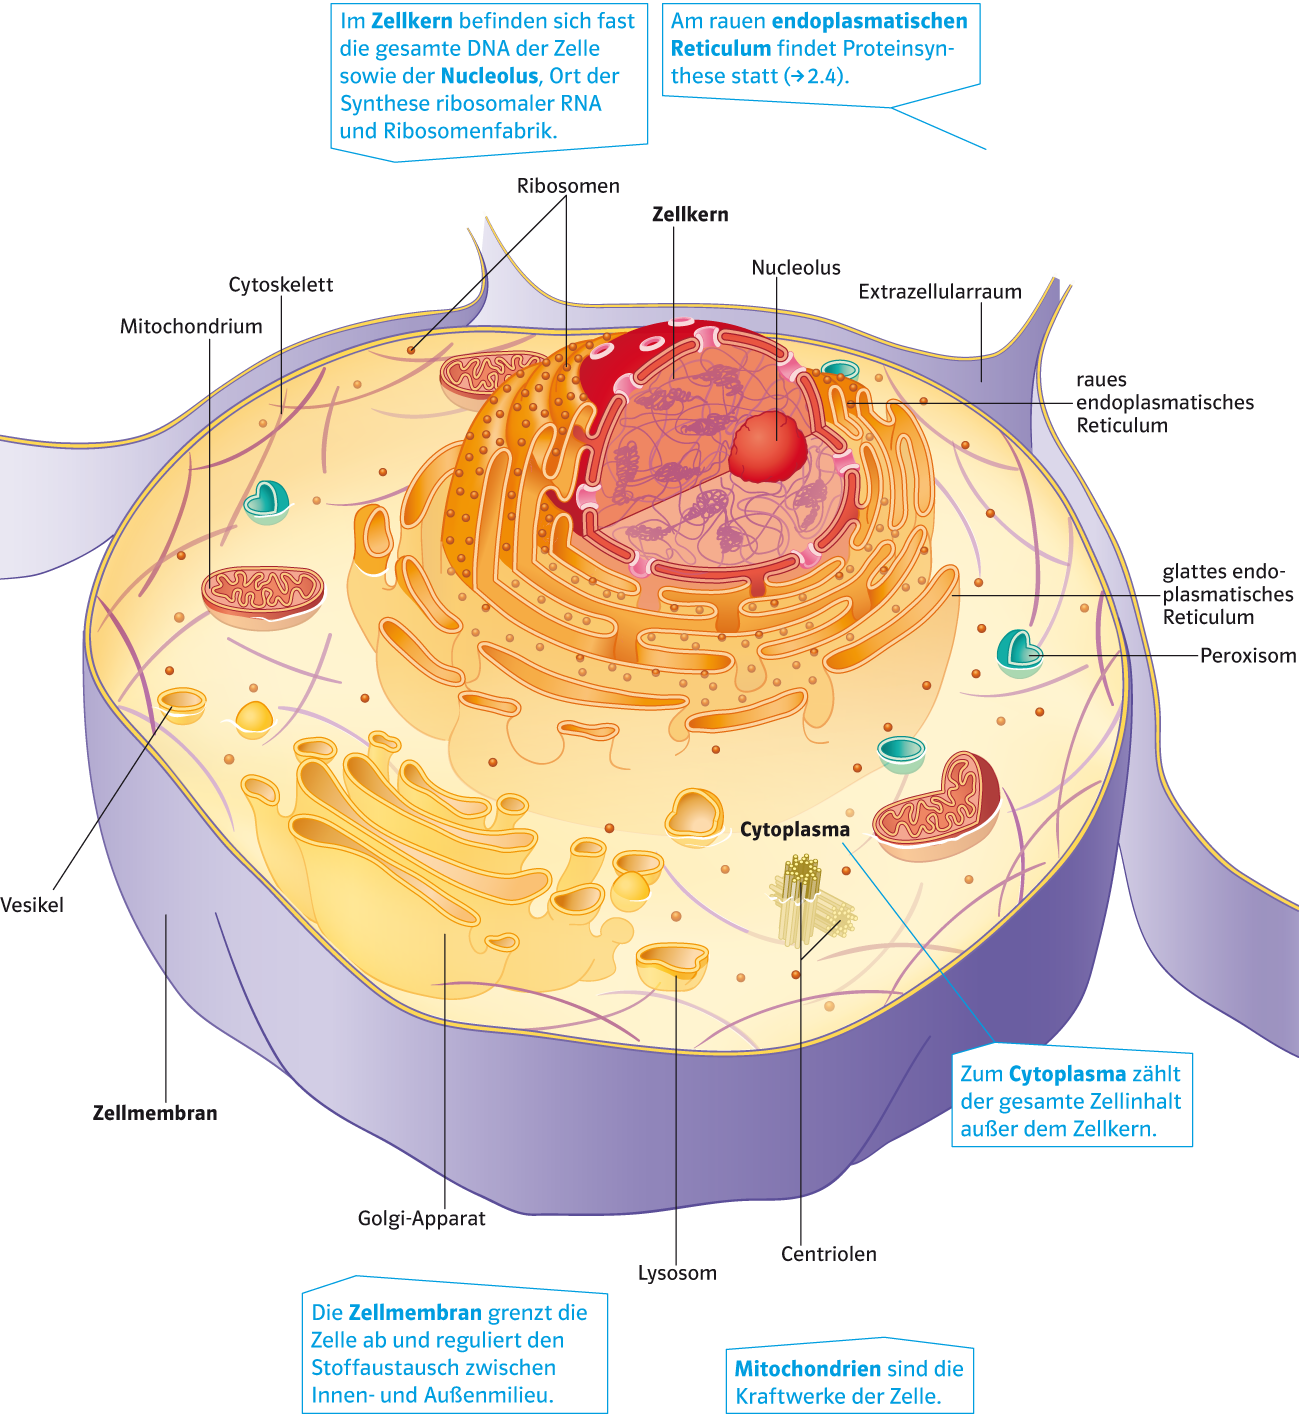 Im Zellkern befinden sich fast
die gesamte DNA der Zelle
sowie der Nucleolus, Ort der
Synthese ribosomaler RNA
und Ribosomenfabrik.
Am rauen endoplasmatischen
Reticulum findet Proteinsyn-
these statt (→2.4).
Ribosomen
Zellkern
Nucleolus
Cytoskelett
Extrazellularraum
Mitochondrium
raues
endoplasmatisches
Reticulum
glattes endo-
plasmatisches
Reticulum
Peroxisom
Cytoplasma
Vesikel
Zellmembran
Zum Cytoplasma zählt
der gesamte Zellinhalt
außer dem Zellkern.
Golgi-Apparat
Centriolen
Lysosom
Die Zellmembran grenzt die
Zelle ab und reguliert den
Stoffaustausch zwischen
Innen- und Außenmilieu.
Mitochondrien sind die
Kraftwerke der Zelle.